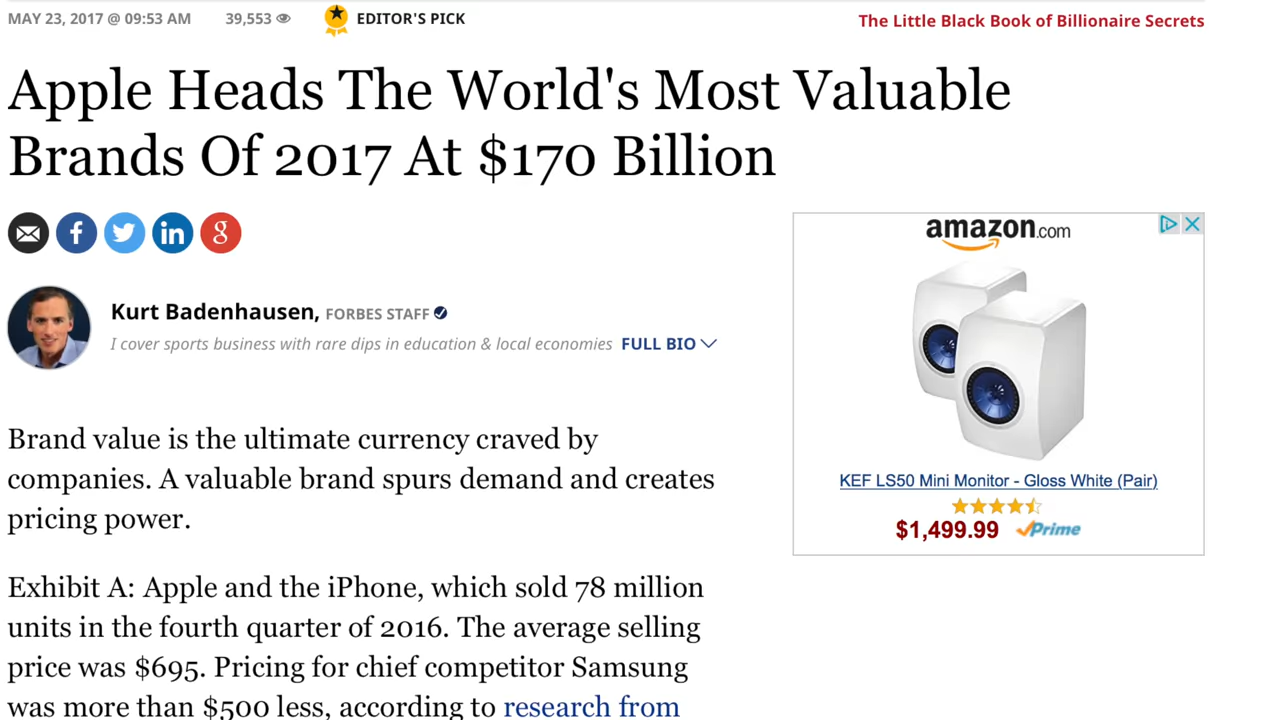 MAY 23, 2017 @ 09:53 AM 39,553 EDITOR'S PICK The Little Black Book of Billionaire Secrets
Apple Heads The World's Most Valuable
Brands Of 2017 At $170 Billion
f in g
Kurt Badenhausen, FORBES STAFF
I cover sports business with rare dips in education & local economies FULL BIO
Brand value is the ultimate currency craved by
companies. A valuable brand spurs demand and creates
pricing power.
Exhibit A: Apple and the iPhone, which sold 78 million
units in the fourth quarter of 2016. The average selling
price was $695. Pricing for chief competitor Samsung
was more than $500 less, according to research from
amazon.com
KEF LS50 Mini Monitor - Gloss White (Pair)
$1,499.99 Prime